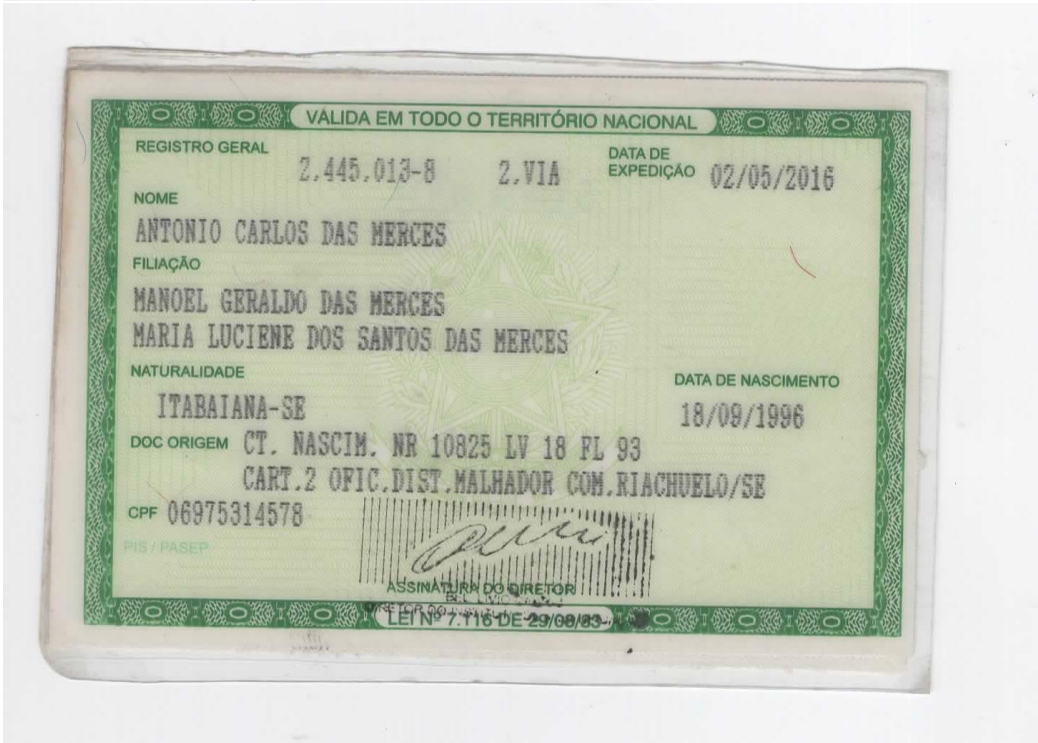 VÁLIDA EM TODO O TERRITÓRIO NACIONAL
REGISTRO GERAL 2.445.013-8 2.VIA DATA DE EXPEDIÇÃO 02/05/2016
NOME
ANTONIO CARLOS DAS MERCES
FILIAÇÃO
MANOEL GERALDO DAS MERCES
MARIA LUCIENE DOS SANTOS DAS MERCES
NATURALIDADE DATA DE NASCIMENTO
ITABAIANA-SE 18/09/1996
DOC ORIGEM CT. NASCIM. NR 10825 LV 18 FL 93
CART.2 OFIC.DIST.MALHADOR COM.RIACHUELO/SE
CPF 06975314578
PIS / PASEP
ASSINATURA DO DIRETOR
LEI Nº 7.116 DE 29/08/83